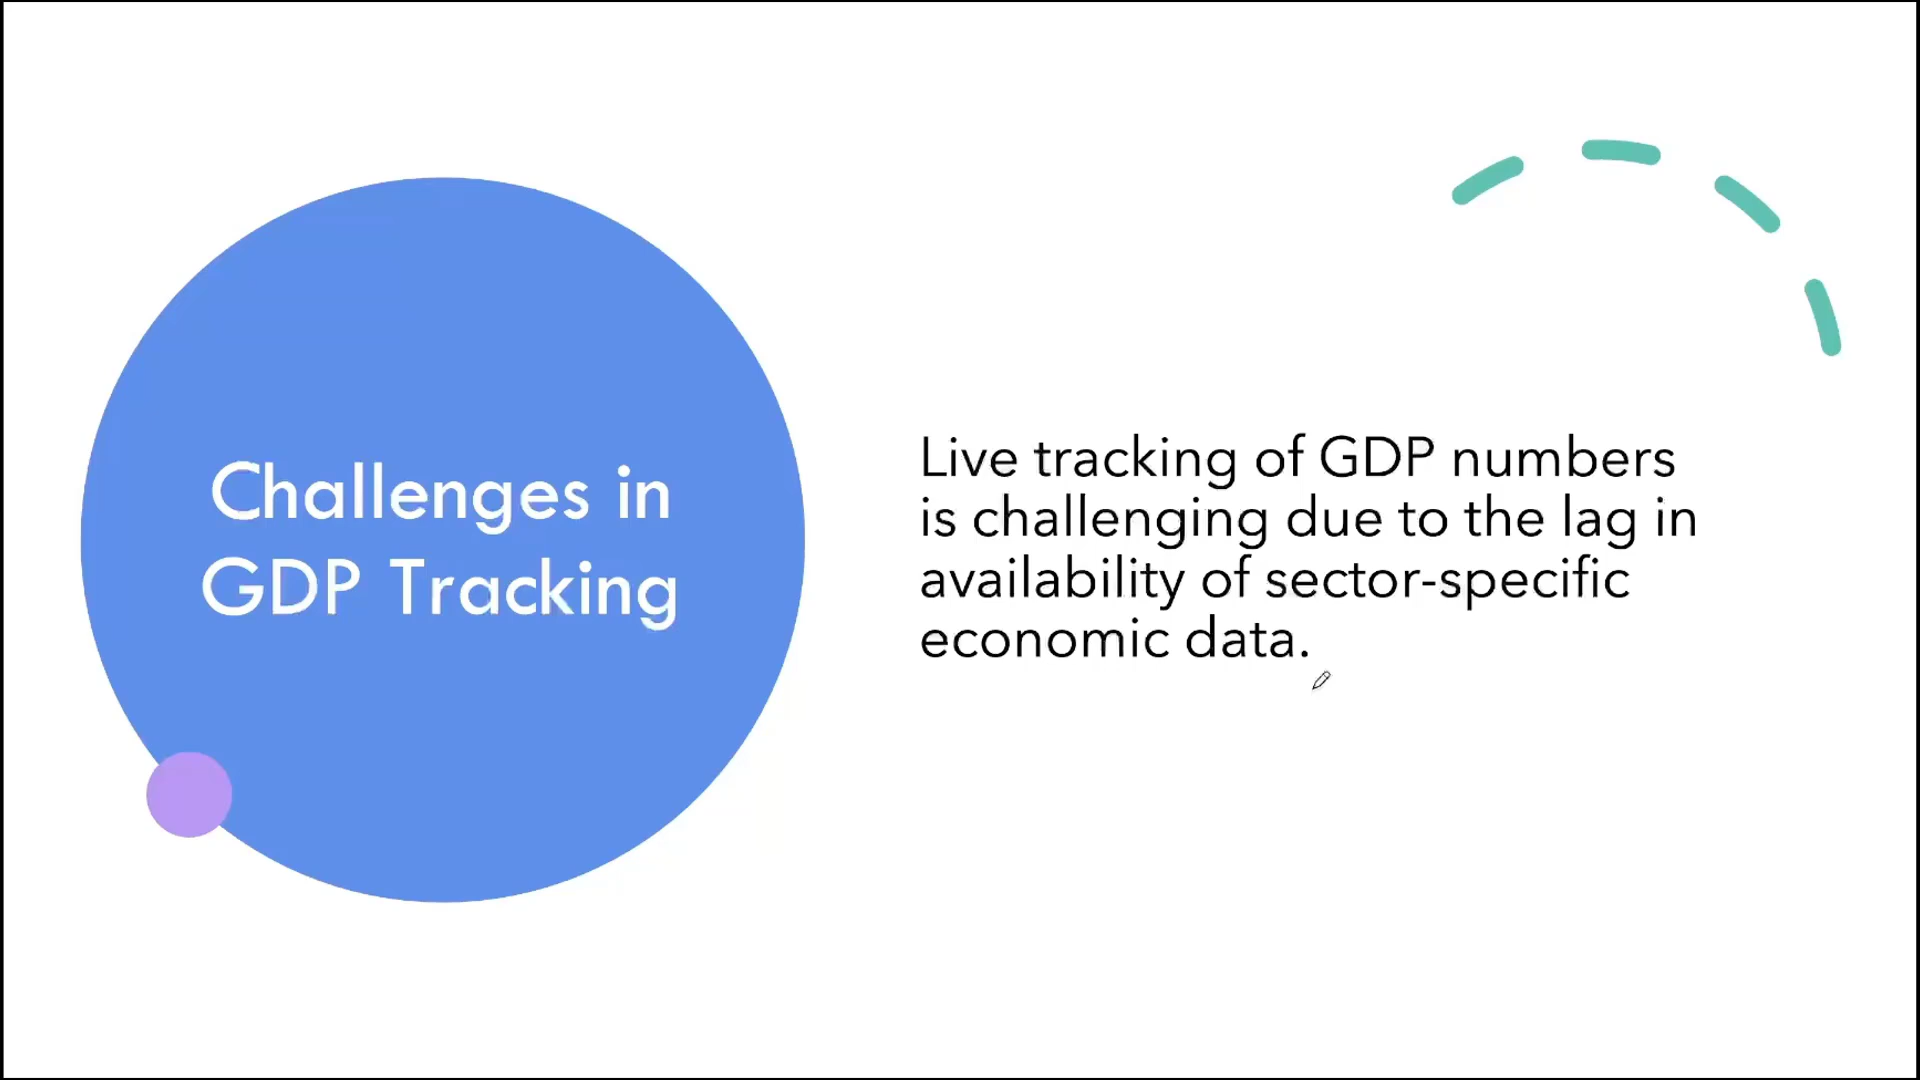 Challenges in
GDP Tracking
Live tracking of GDP numbers
is challenging due to the lag in
availability of sector-specific
economic data.